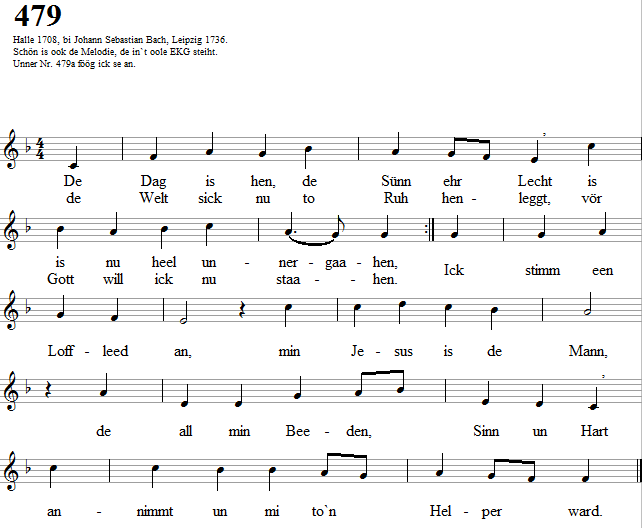 479
Halle 1708, bi Johann Sebastian Bach, Leipzig 1736.
Schön is ook de Melodie, de in`t oole EKG steiht.
Unner Nr. 479a föög ick se an.
De Dag is hen, de Sünn ehr Lecht is
de Welt sick nu to Ruh hen - leggt, vör
is nu heel un - ner - gaa - hen, Ick stimm een
Gott will ick nu staa - - hen.
Loff - leed an, min Je - sus is de Mann,
de all min Bee - den, Sinn un Hart
an - nimmt un mi to`n Hel - per ward.